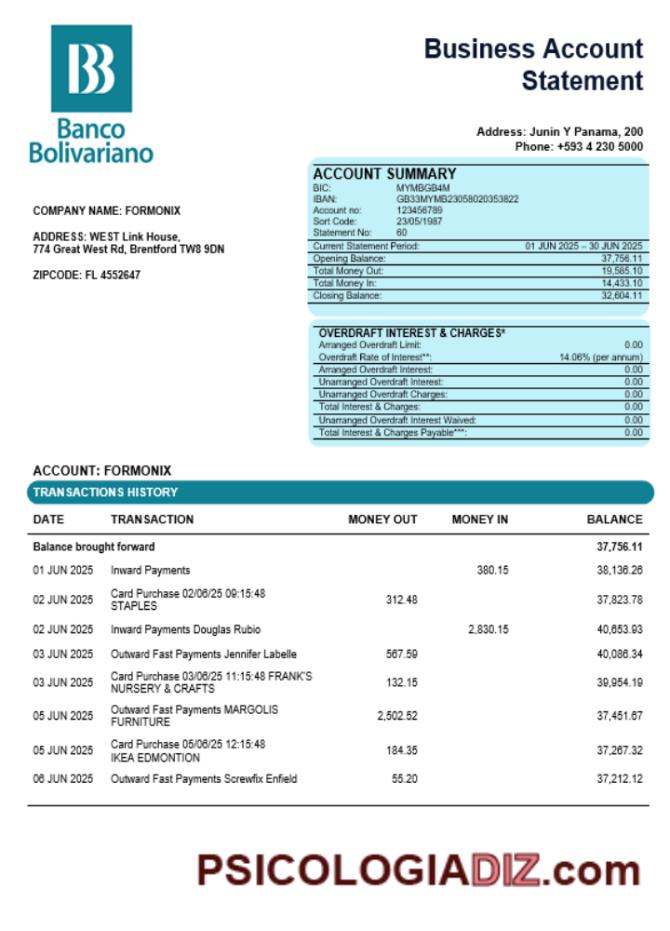 Business Account
Statement
Banco
Bolivariano
Address: Junin Y Panama, 200
Phone: +593 4 230 5000
COMPANY NAME: FORMONIX
ADDRESS: WEST Link House,
774 Great West Rd, Brentford TW8 9DN
ZIPCODE: FL 4552647
ACCOUNT SUMMARY
BIC: MYMBGB4M
IBAN: GB33MYMB23058020353822
Account no: 123456789
Sort Code: 23/05/1987
Statement No: 60
Current Statement Period: 01 JUN 2025 – 30 JUN 2025
Opening Balance: 37,756.11
Total Money Out: 19,585.10
Total Money In: 14,433.10
Closing Balance: 32,604.11
OVERDRAFT INTEREST & CHARGES*
Arranged Overdraft Limit: 0.00
Overdraft Rate of Interest**: 14.06% (per annum)
Arranged Overdraft Interest: 0.00
Unarranged Overdraft Interest: 0.00
Unarranged Overdraft Charges: 0.00
Total Interest & Charges: 0.00
Unarranged Overdraft Interest Waived: 0.00
Total Interest & Charges Payable***: 0.00
ACCOUNT: FORMONIX
TRANSACTIONS HISTORY
DATE TRANSACTION MONEY OUT MONEY IN BALANCE
Balance brought forward 37,756.11
01 JUN 2025 Inward Payments 380.15 38,136.26
02 JUN 2025 Card Purchase 02/06/25 09:15:48
STAPLES 312.48 37,823.78
02 JUN 2025 Inward Payments Douglas Rubio 2,830.15 40,653.93
03 JUN 2025 Outward Fast Payments Jennifer Labelle 567.59 40,086.34
03 JUN 2025 Card Purchase 03/06/25 11:15:48 FRANK'S
NURSERY & CRAFTS 132.15 39,954.19
05 JUN 2025 Outward Fast Payments MARGOLIS
FURNITURE 2,502.52 37,451.67
05 JUN 2025 Card Purchase 05/06/25 12:15:48
IKEA EDMONTION 184.35 37,267.32
06 JUN 2025 Outward Fast Payments Screwfix Enfield 55.20 37,212.12
PSICOLOGIADIZ.com